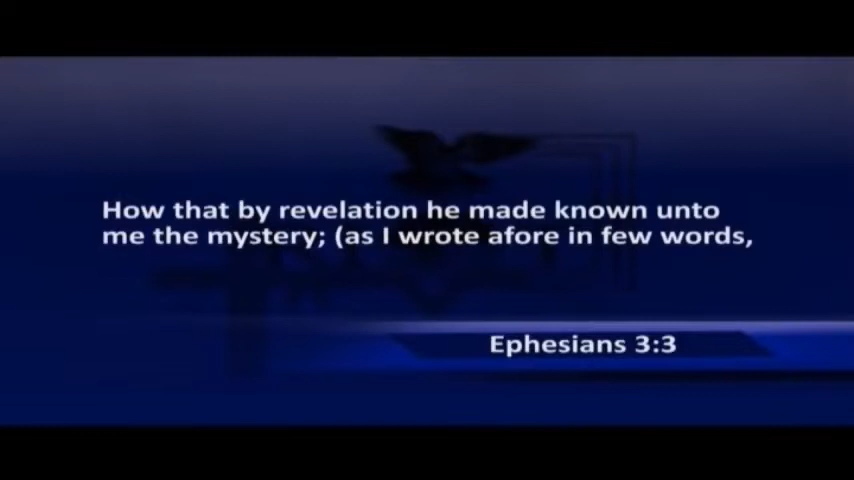 How that by revelation he made known unto
me the mystery; (as I wrote afore in few words,
Ephesians 3:3